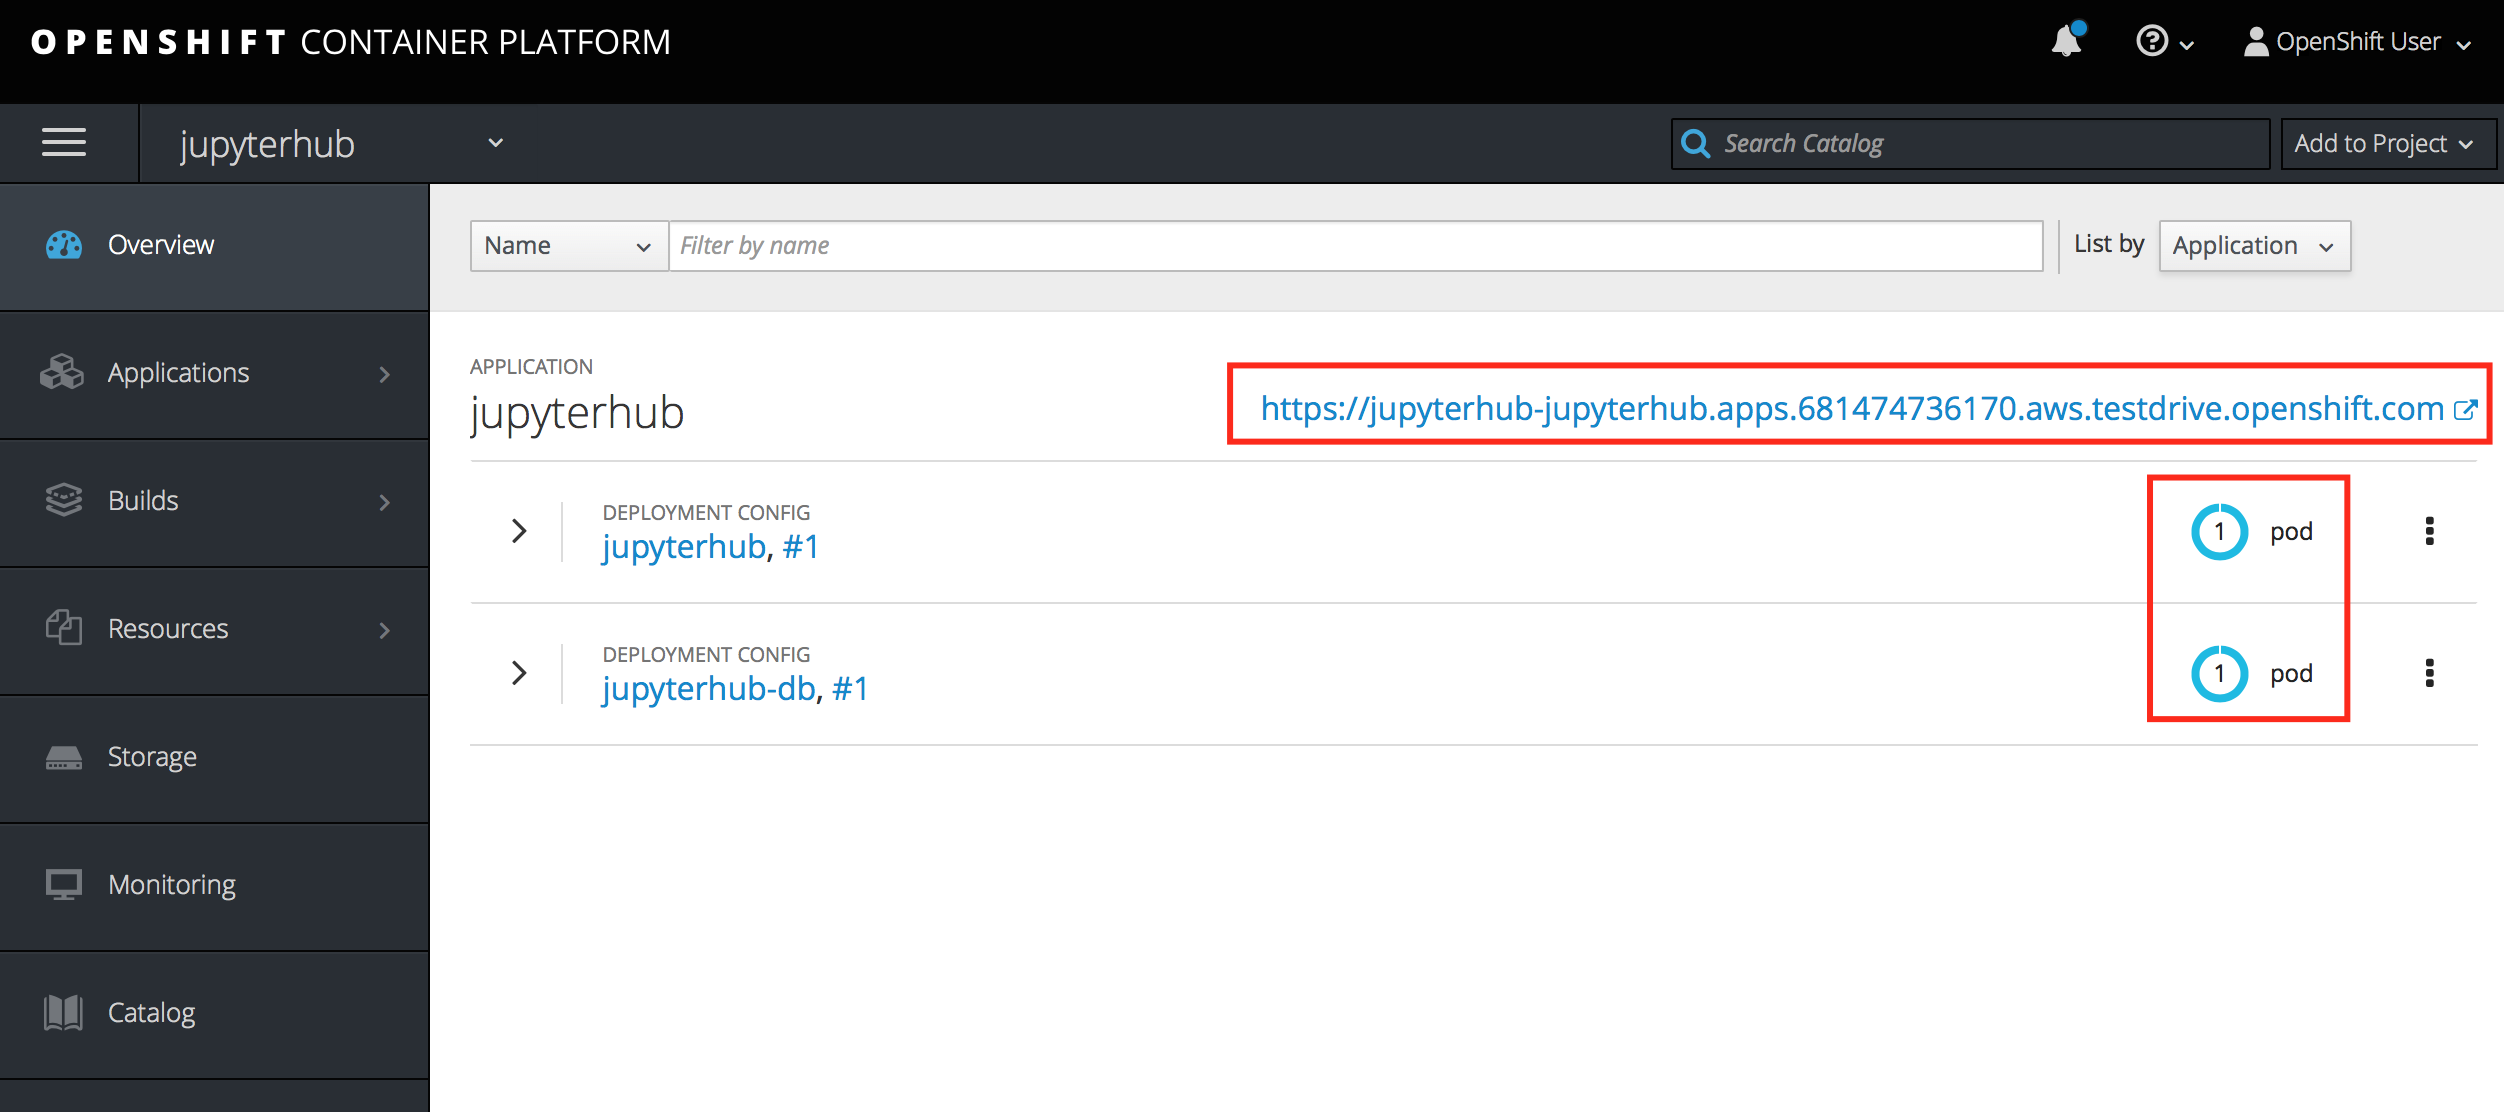 OPENSHIFT CONTAINER PLATFORM
OpenShift User
jupyterhub
Search Catalog
Add to Project
Overview
Applications
Builds
Resources
Storage
Monitoring
Catalog
Name
Filter by name
List by
Application
APPLICATION
jupyterhub
https://jupyterhub-jupyterhub.apps.681474736170.aws.testdrive.openshift.com
DEPLOYMENT CONFIG
jupyterhub, #1
1 pod
DEPLOYMENT CONFIG
jupyterhub-db, #1
1 pod